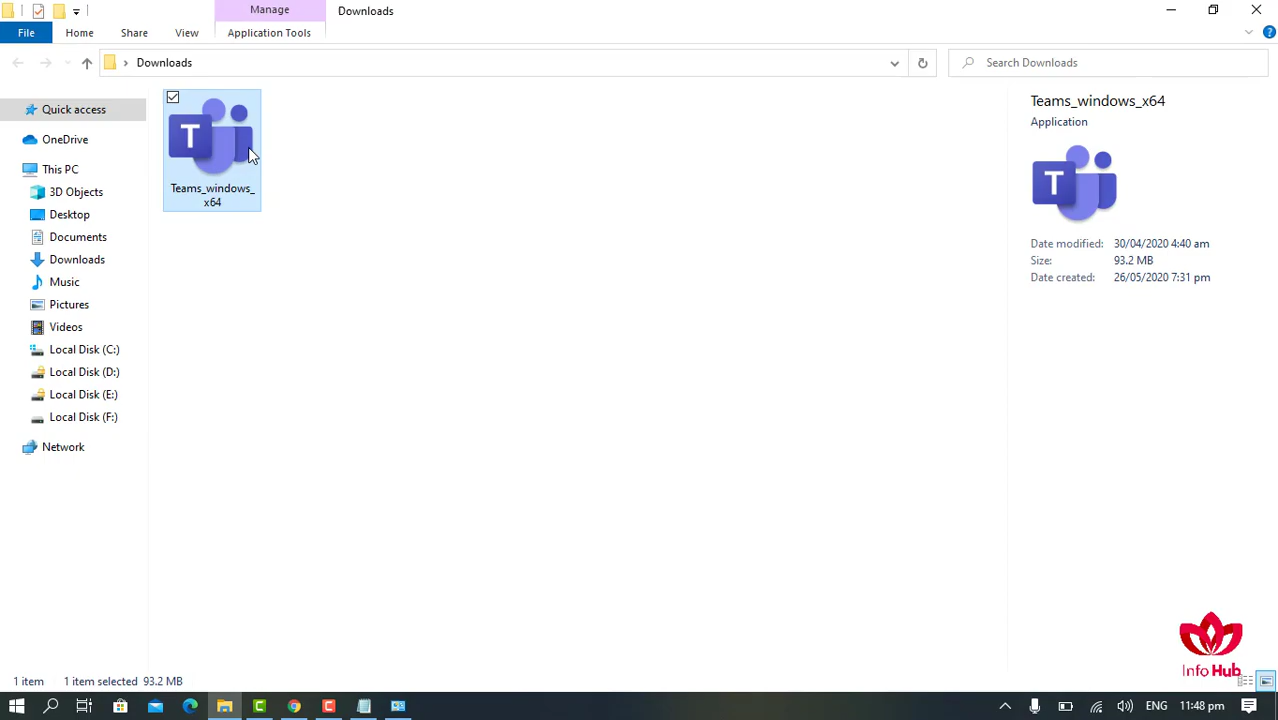 Manage
Downloads
File
Home
Share
View
Application Tools
Downloads
Search Downloads
Quick access
OneDrive
This PC
3D Objects
Desktop
Documents
Downloads
Music
Pictures
Videos
Local Disk (C:)
Local Disk (D:)
Local Disk (E:)
Local Disk (F:)
Network
T
Teams_windows_
x64
Teams_windows_x64
Application
T
Date modified: 30/04/2020 4:40 am
Size: 93.2 MB
Date created: 26/05/2020 7:31 pm
Info Hub
1 item 1 item selected 93.2 MB
ENG 11:48 pm